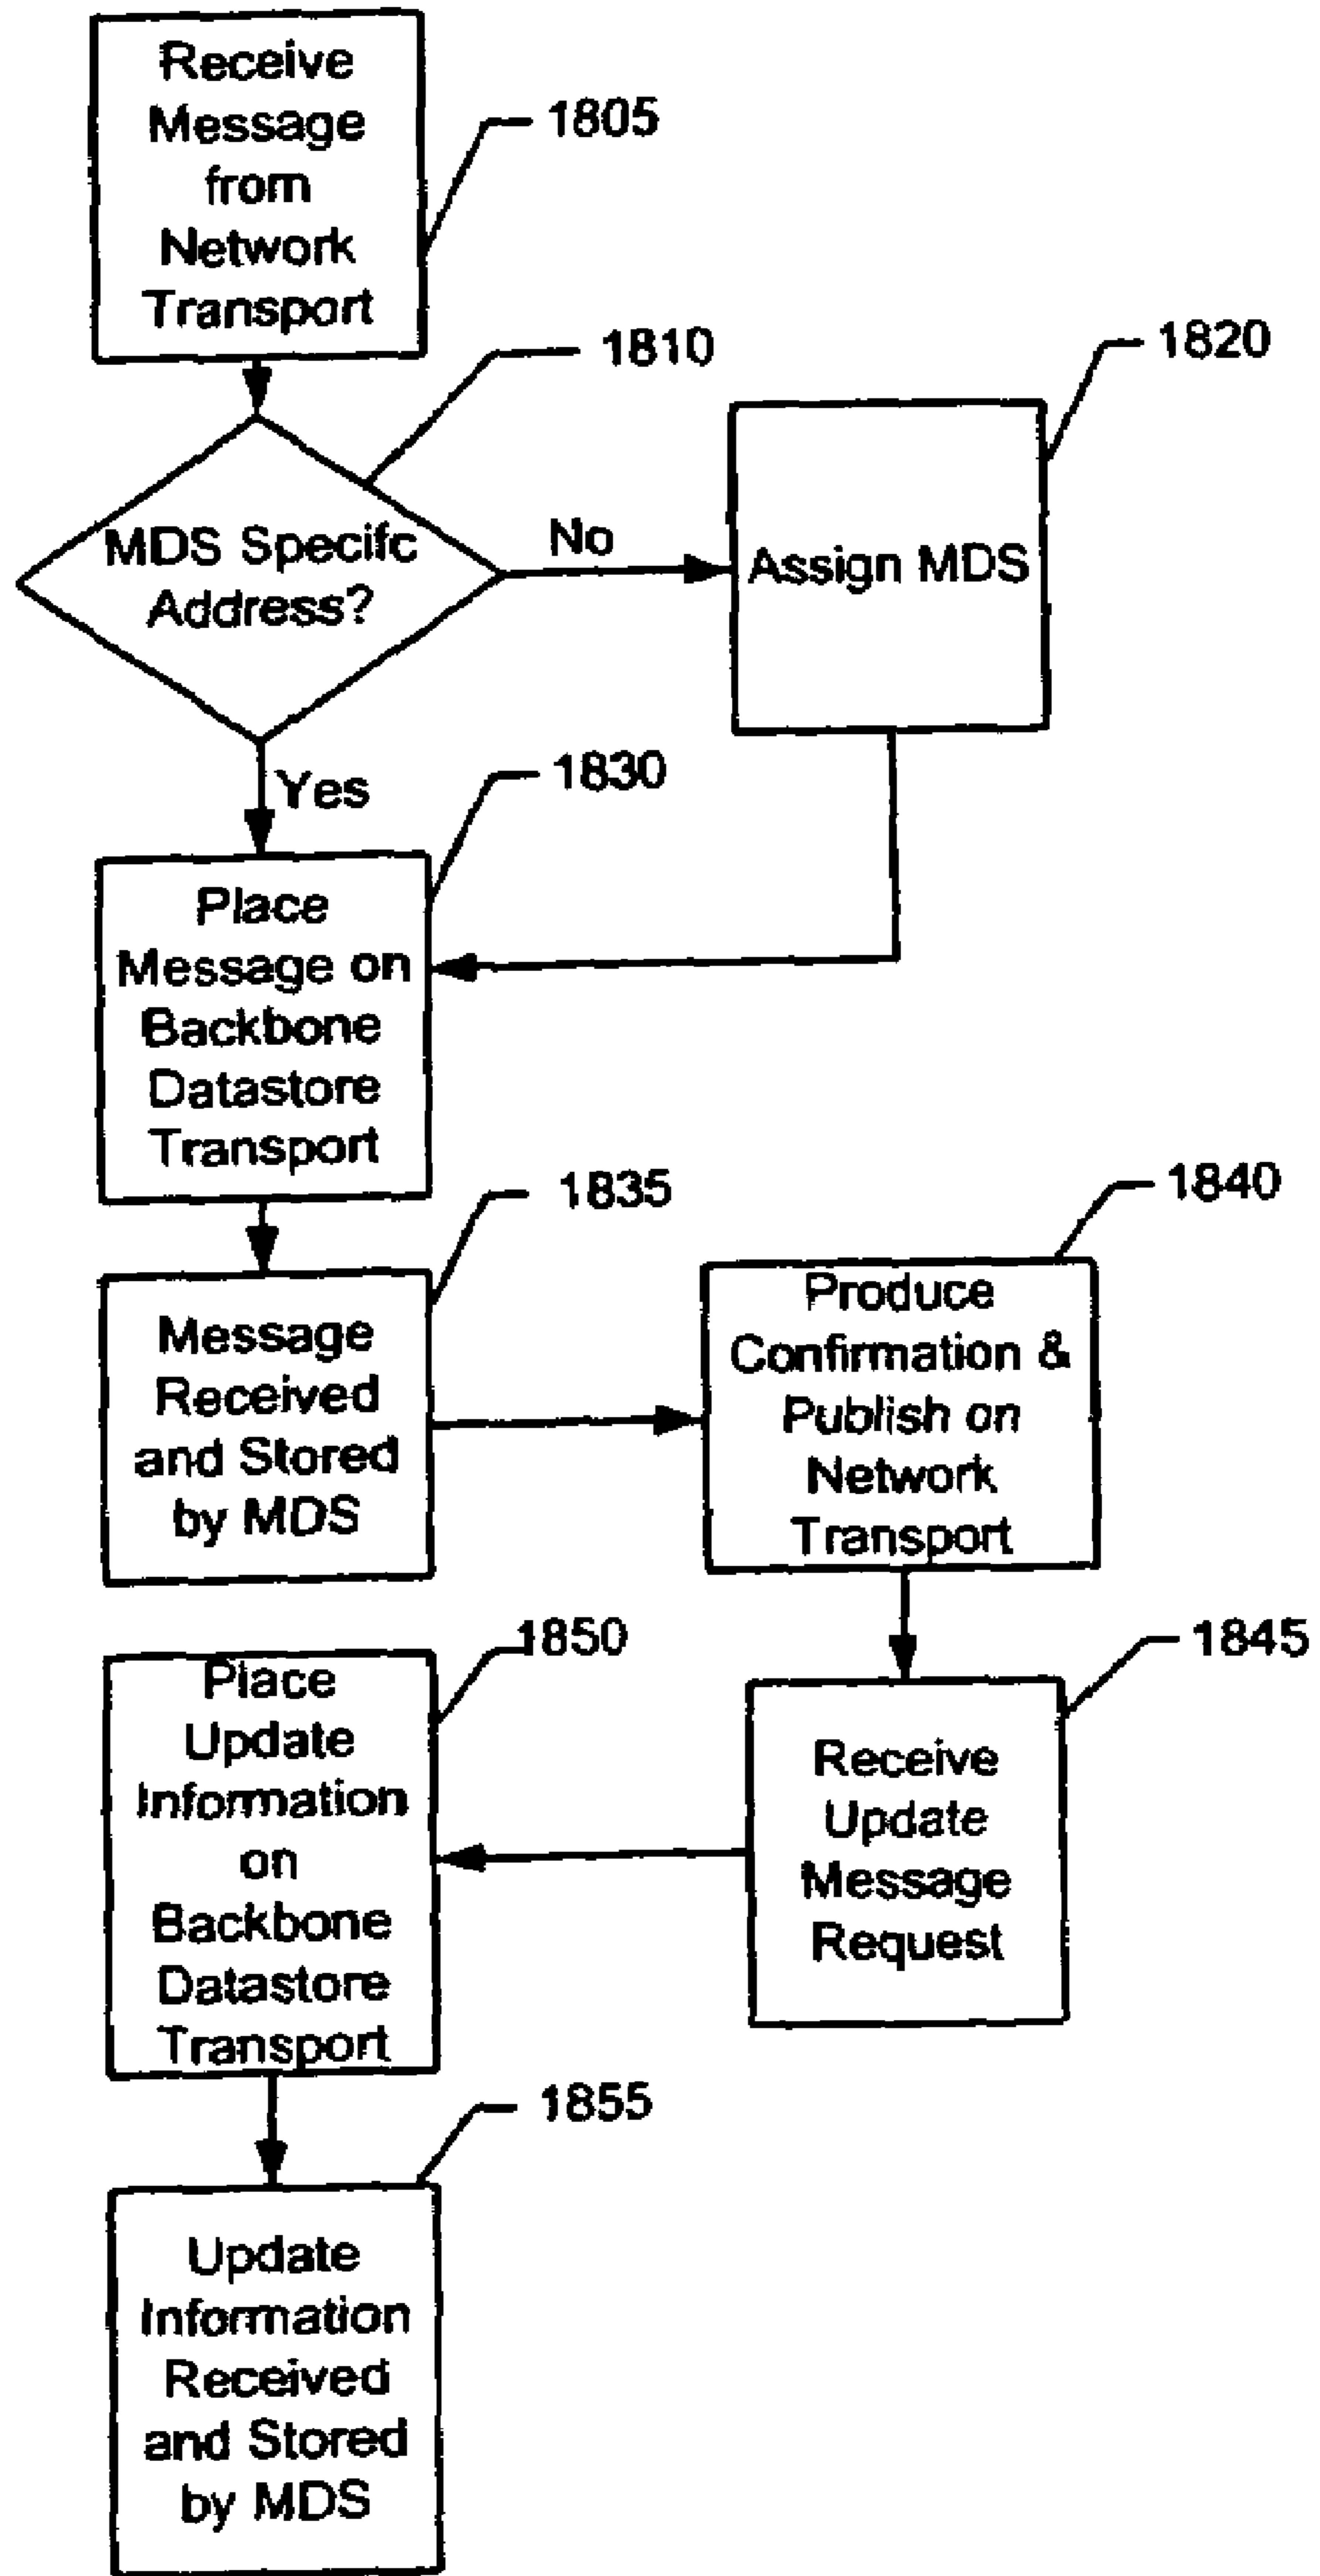 Receive
Message
from
Network
Transport
1805
1810
MDS Specifc
Address?
No
1820
Assign MDS
Yes
1830
Place
Message on
Backbone
Datastore
Transport
1835
Message
Received
and Stored
by MDS
1840
Produce
Confirmation &
Publish on
Network
Transport
1845
Receive
Update
Message
Request
1850
Place
Update
Information
on
Backbone
Datastore
Transport
1855
Update
Information
Received
and Stored
by MDS